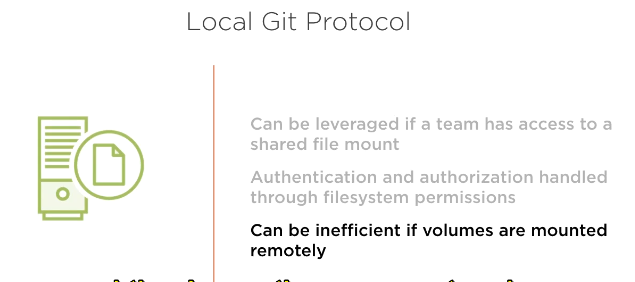 Local Git Protocol
Can be leveraged if a team has access to a
shared file mount
Authentication and authorization handled
through filesystem permissions
Can be inefficient if volumes are mounted
remotely